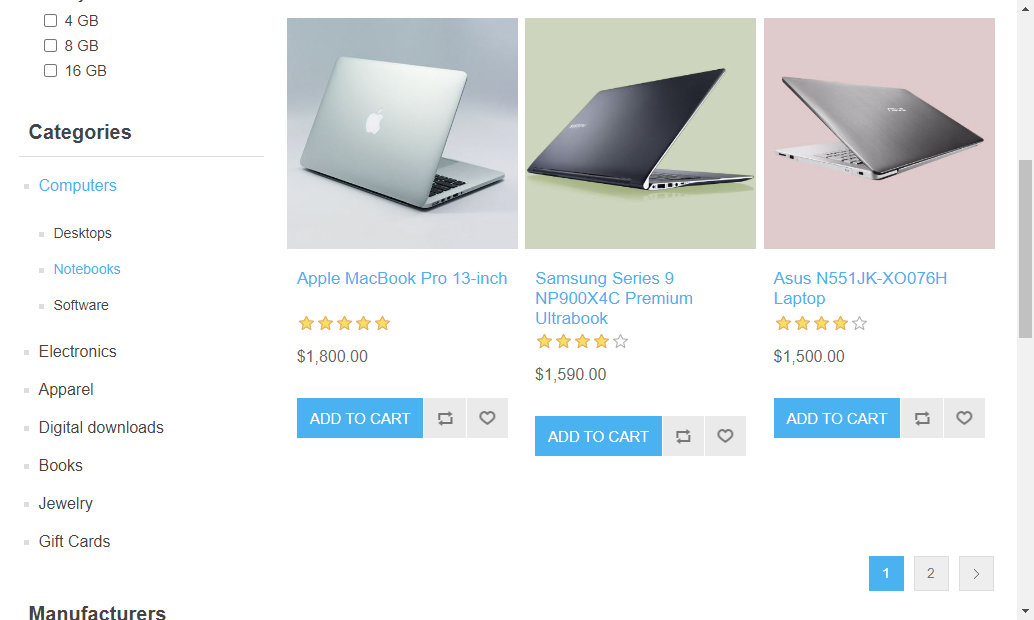 4 GB
8 GB
16 GB
Categories
Computers
Desktops
Notebooks
Software
Electronics
Apparel
Digital downloads
Books
Jewelry
Gift Cards
Manufacturers
Apple MacBook Pro 13-inch
$1,800.00
ADD TO CART
Samsung Series 9
NP900X4C Premium
Ultrabook
$1,590.00
ADD TO CART
ASUS
Asus N551JK-XO076H
Laptop
$1,500.00
ADD TO CART
1
2